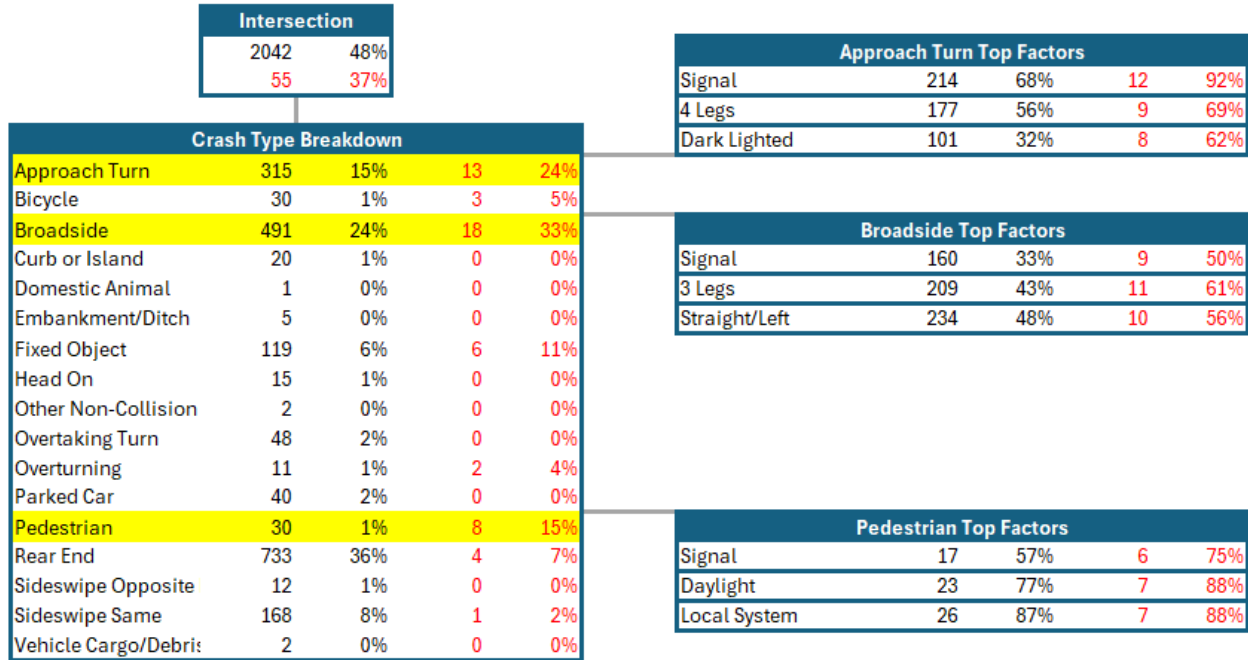 Intersection
2042 48%
55 37%
Crash Type Breakdown
Approach Turn 315 15% 13 24%
Bicycle 30 1% 3 5%
Broadside 491 24% 18 33%
Curb or Island 20 1% 0 0%
Domestic Animal 1 0% 0 0%
Embankment/Ditch 5 0% 0 0%
Fixed Object 119 6% 6 11%
Head On 15 1% 0 0%
Other Non-Collision 2 0% 0 0%
Overtaking Turn 48 2% 0 0%
Overturning 11 1% 2 4%
Parked Car 40 2% 0 0%
Pedestrian 30 1% 8 15%
Rear End 733 36% 4 7%
Sideswipe Opposite 12 1% 0 0%
Sideswipe Same 168 8% 1 2%
Vehicle Cargo/Debris 2 0% 0 0%
Approach Turn Top Factors
Signal 214 68% 12 92%
4 Legs 177 56% 9 69%
Dark Lighted 101 32% 8 62%
Broadside Top Factors
Signal 160 33% 9 50%
3 Legs 209 43% 11 61%
Straight/Left 234 48% 10 56%
Pedestrian Top Factors
Signal 17 57% 6 75%
Daylight 23 77% 7 88%
Local System 26 87% 7 88%